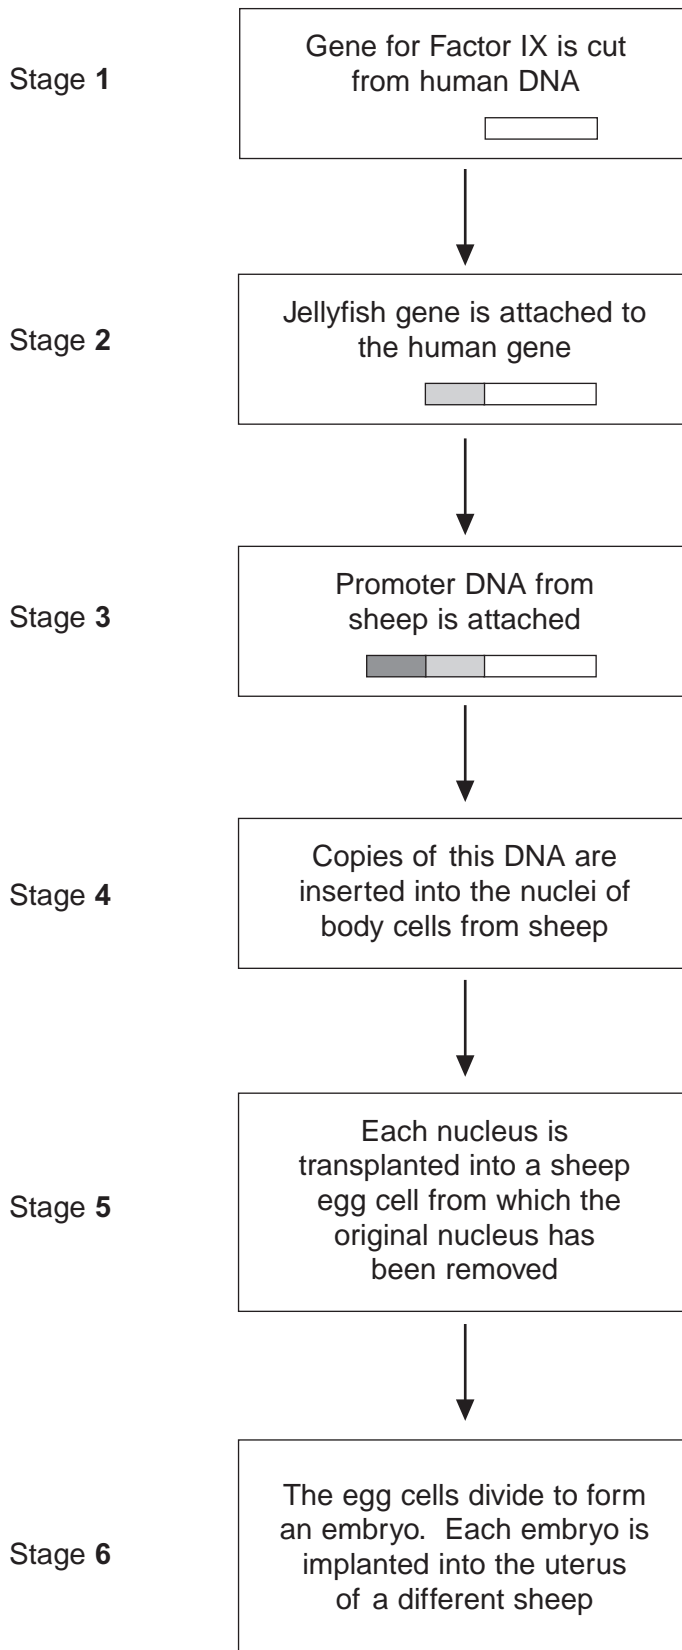 Stage 1
Gene for Factor IX is cut
from human DNA
Stage 2
Jellyfish gene is attached to
the human gene
Stage 3
Promoter DNA from
sheep is attached
Stage 4
Copies of this DNA are
inserted into the nuclei of
body cells from sheep
Stage 5
Each nucleus is
transplanted into a sheep
egg cell from which the
original nucleus has
been removed
Stage 6
The egg cells divide to form
an embryo. Each embryo is
implanted into the uterus
of a different sheep